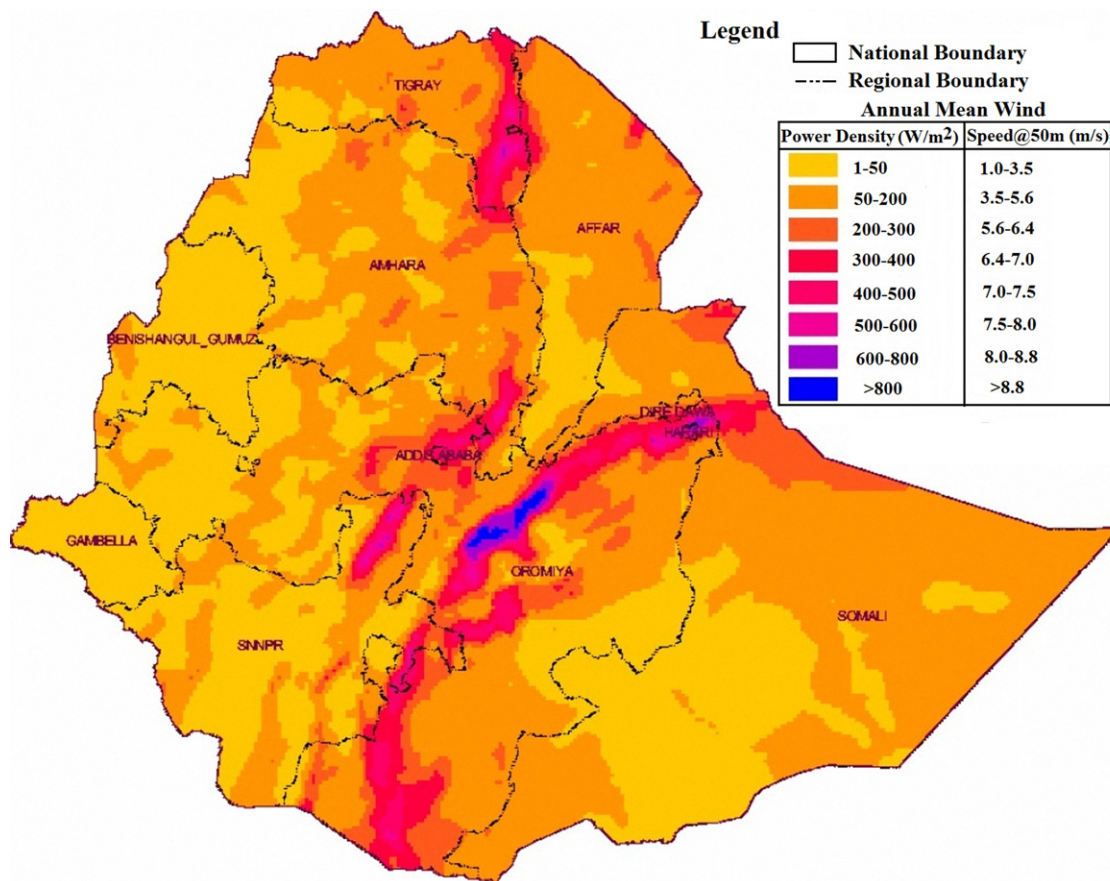 Legend
National Boundary
Regional Boundary
Annual Mean Wind
Power Density (W/m²) Speed@50m (m/s)
1-50 1.0-3.5
50-200 3.5-5.6
200-300 5.6-6.4
300-400 6.4-7.0
400-500 7.0-7.5
500-600 7.5-8.0
600-800 8.0-8.8
>800 >8.8
TIGRAY
AFFAR
AMHARA
BENISHANGUL_GUMUZ
DIRE DAWA
HARARI
ADDIS ABABA
GAMBELLA
OROMIYA
SOMALI
SNNPR